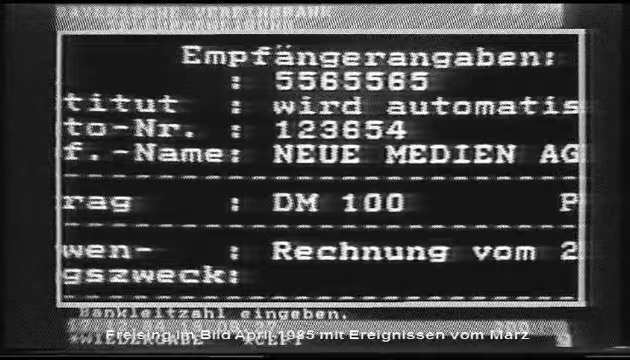 Empfängerangaben:
: 5565565
titut : wird automatis
to-Nr. : 123654
f.-Name: NEUE MEDIEN AG
rag : DM 100 P
wen- : Rechnung vom 2
gszweck:
Bankleitzahl eingeben.
Freising im Bild April 1985 mit Ereignissen vom März